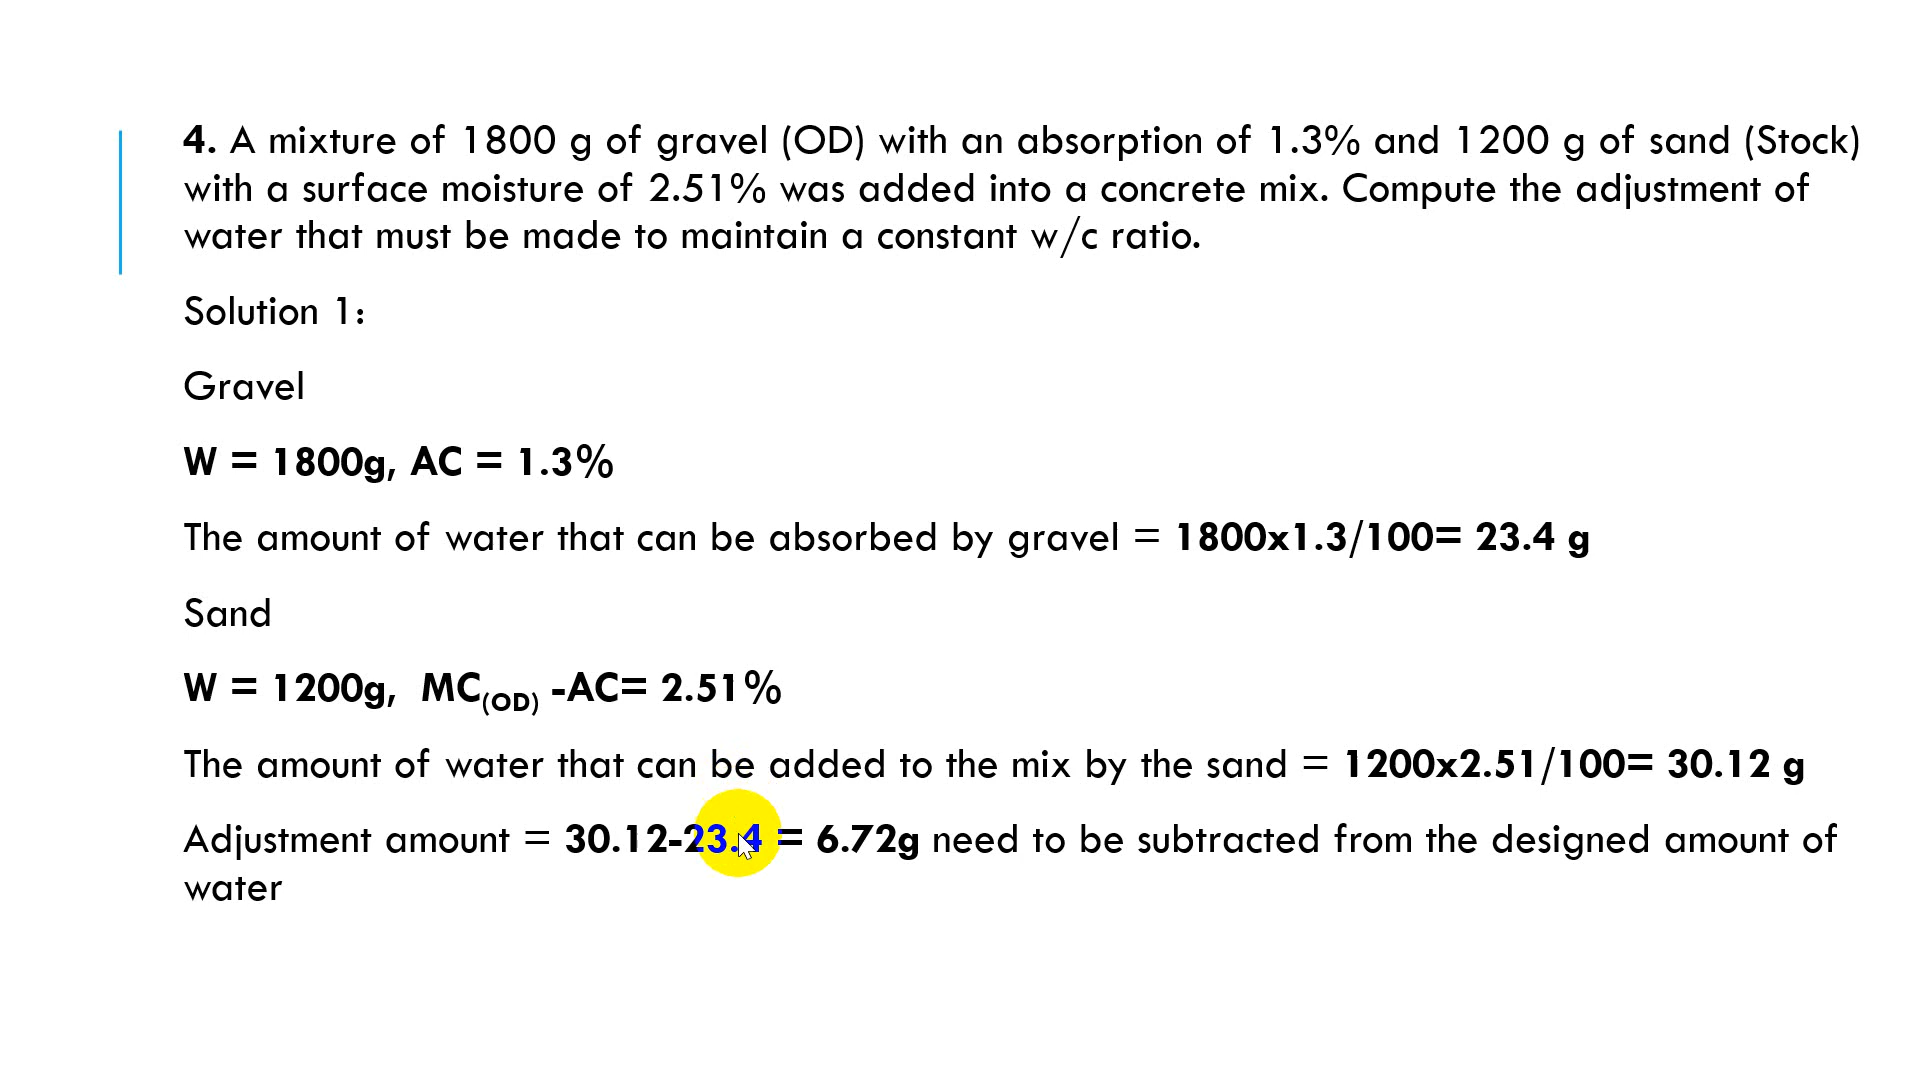 4. A mixture of 1800 g of gravel (OD) with an absorption of 1.3% and 1200 g of sand (Stock)
with a surface moisture of 2.51% was added into a concrete mix. Compute the adjustment of
water that must be made to maintain a constant w/c ratio.
Solution 1:
Gravel
W = 1800g, AC = 1.3%
The amount of water that can be absorbed by gravel = 1800x1.3/100= 23.4 g
Sand
W = 1200g, MC(OD) -AC= 2.51%
The amount of water that can be added to the mix by the sand = 1200x2.51/100= 30.12 g
Adjustment amount = 30.12-23.4 = 6.72g need to be subtracted from the designed amount of
water